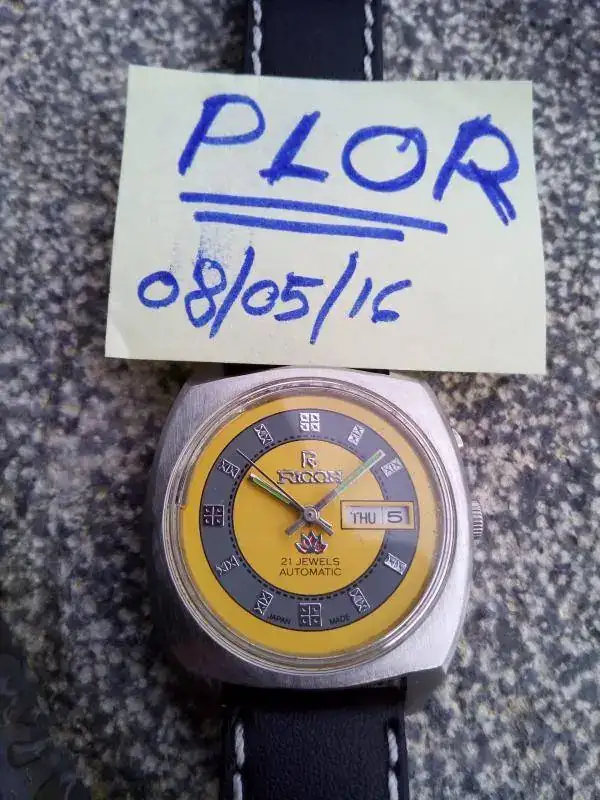 PLOR
08/05/16
R
RICOH
THU 5
21 JEWELS
AUTOMATIC
JAPAN MADE